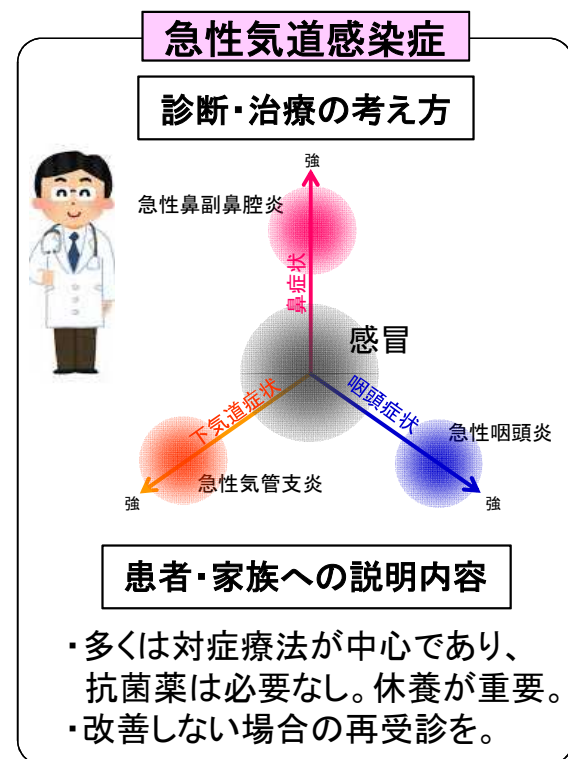 急性気道感染症
診断・治療の考え方
強
急性鼻副鼻腔炎
鼻症状
感冒
下気道症状
咽頭症状
急性咽頭炎
急性気管支炎
強
強
患者・家族への説明内容
・多くは対症療法が中心であり、
抗菌薬は必要なし。休養が重要。
・改善しない場合の再受診を。